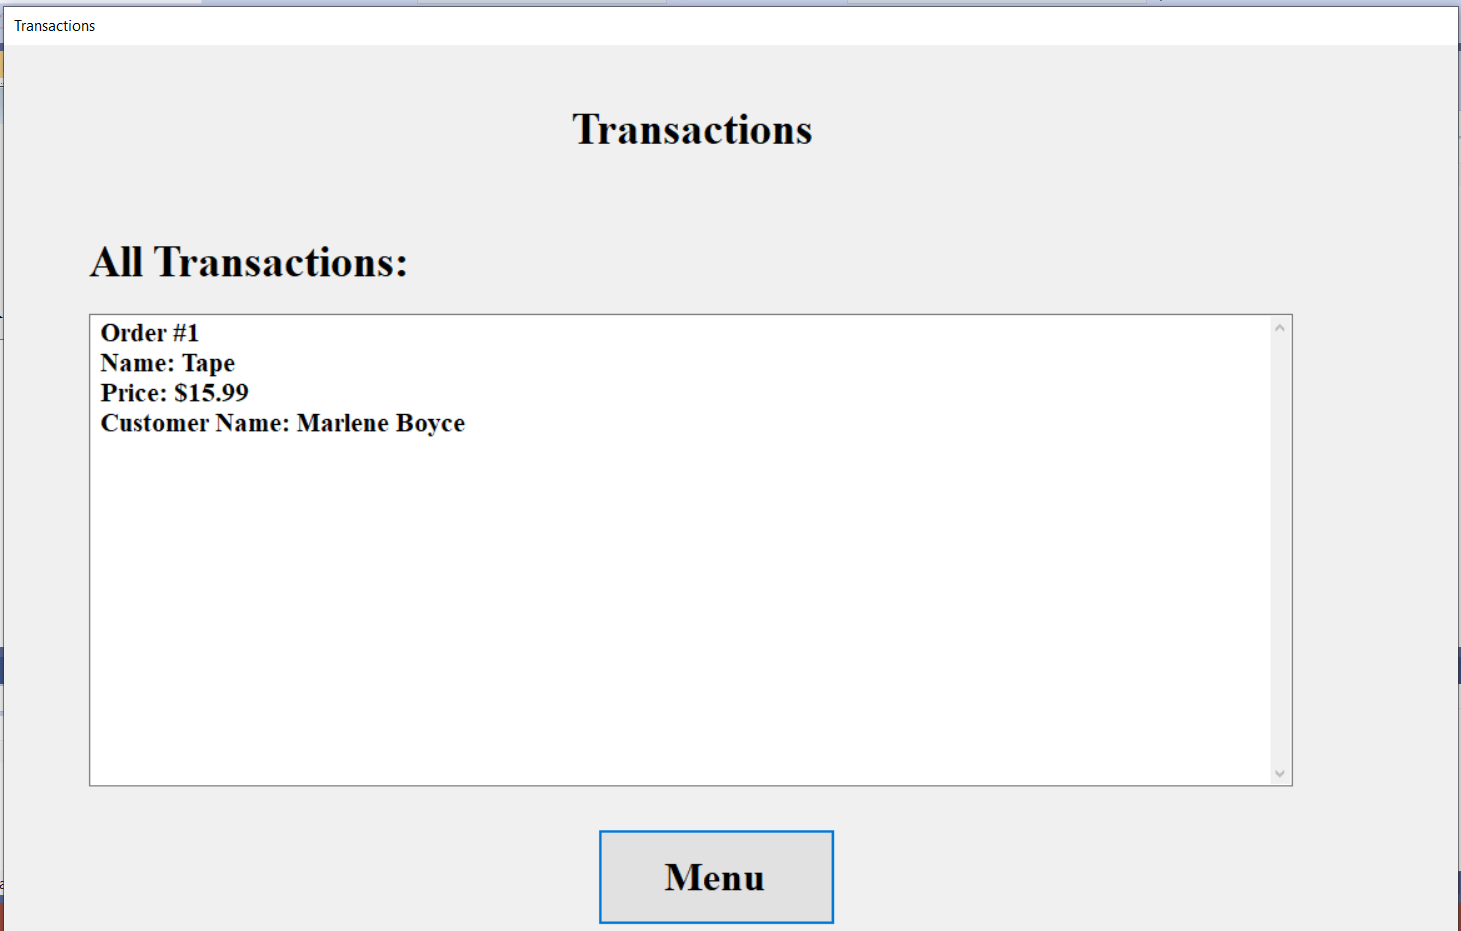 Transactions
Transactions
All Transactions:
Order #1
Name: Tape
Price: $15.99
Customer Name: Marlene Boyce
Menu